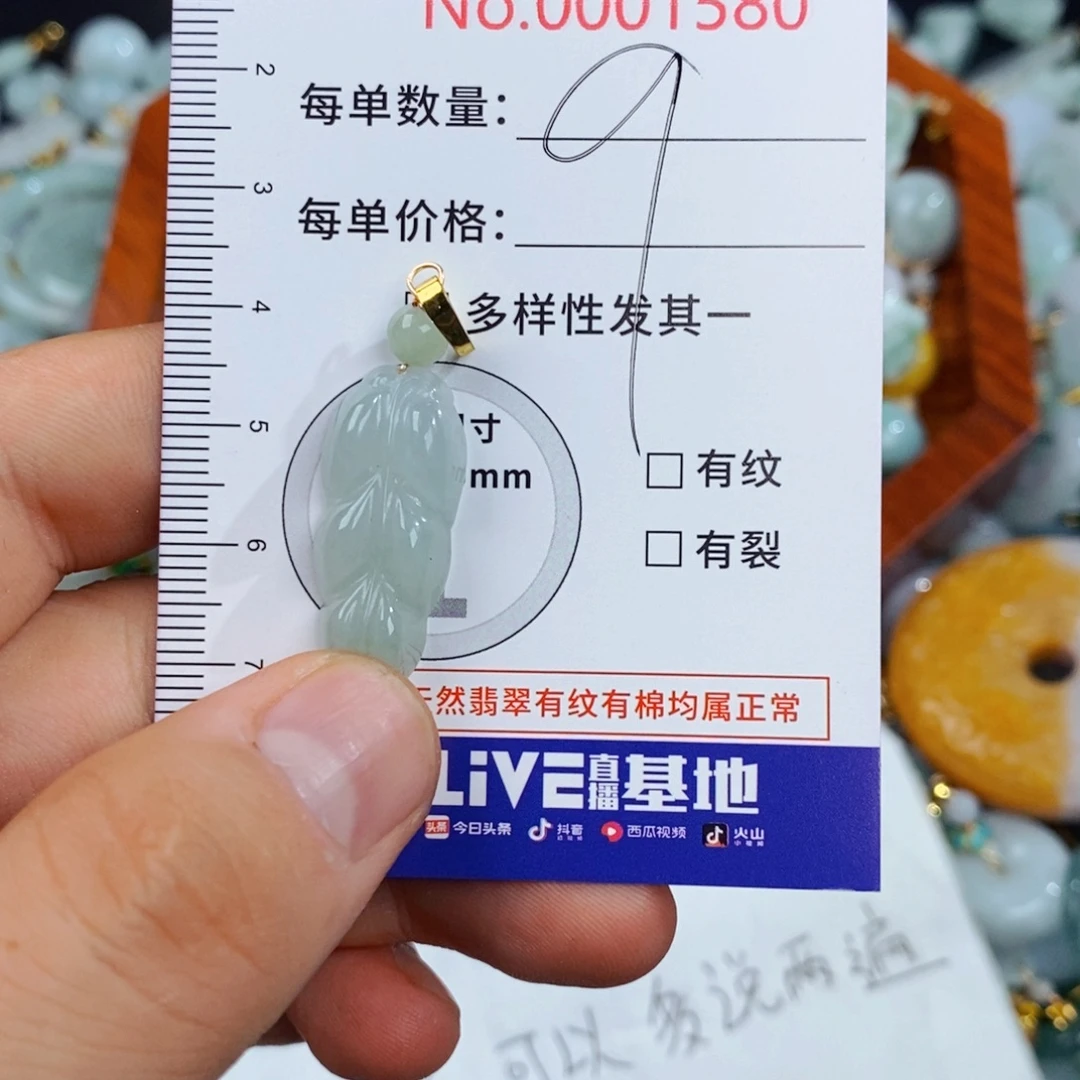 No.0001580
2
每单数量： 9
3
每单价格：
4
多样性发其一
5
寸
mm
□ 有纹
6
□ 有裂
7
天然翡翠有纹有棉均属正常
LiVE直播基地
头条 今日头条 抖音 西瓜视频 火山
可以多说两遍